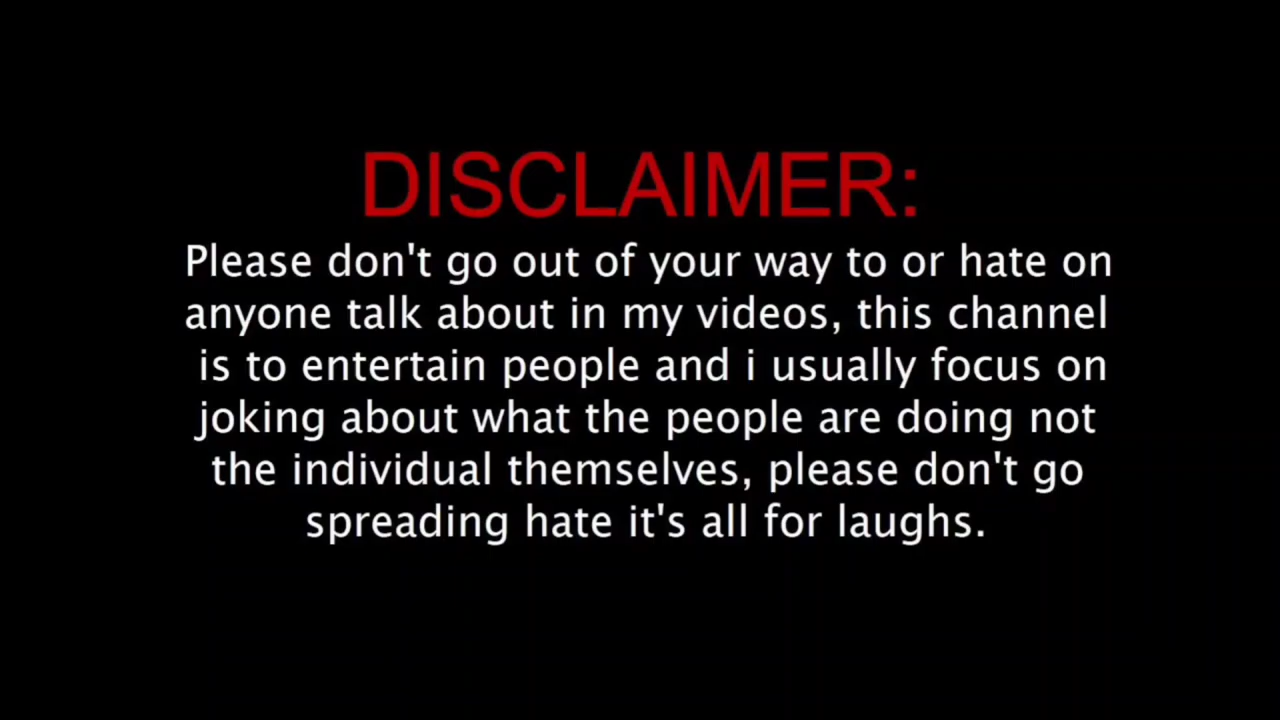 DISCLAIMER:
Please don't go out of your way to or hate on
anyone talk about in my videos, this channel
is to entertain people and i usually focus on
joking about what the people are doing not
the individual themselves, please don't go
spreading hate it's all for laughs.